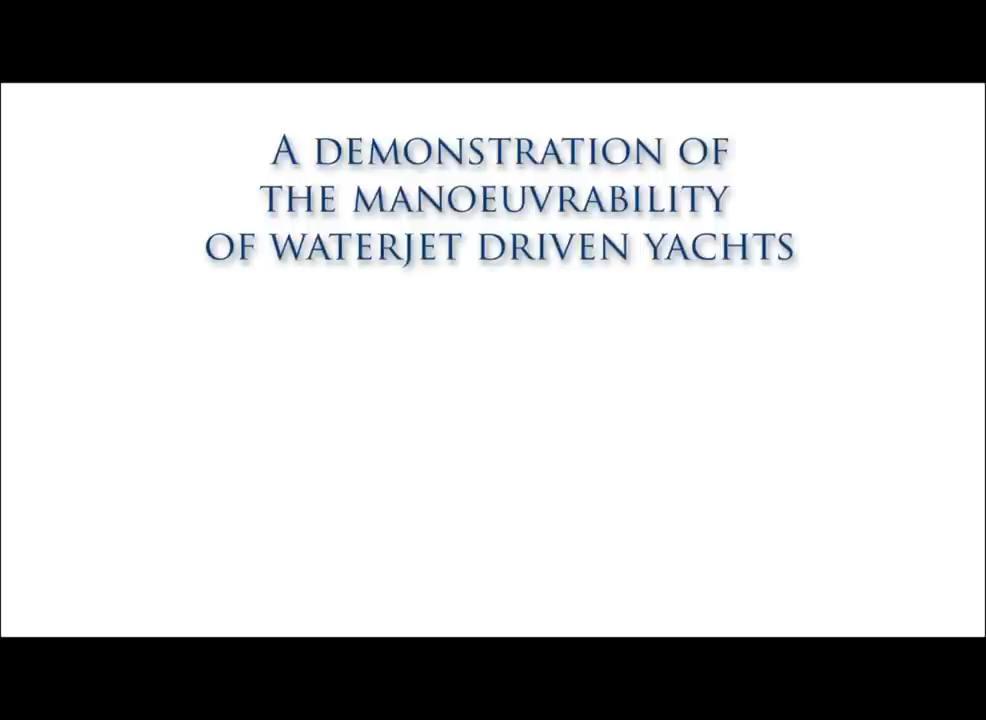 A DEMONSTRATION OF
THE MANOEUVRABILITY
OF WATERJET DRIVEN YACHTS